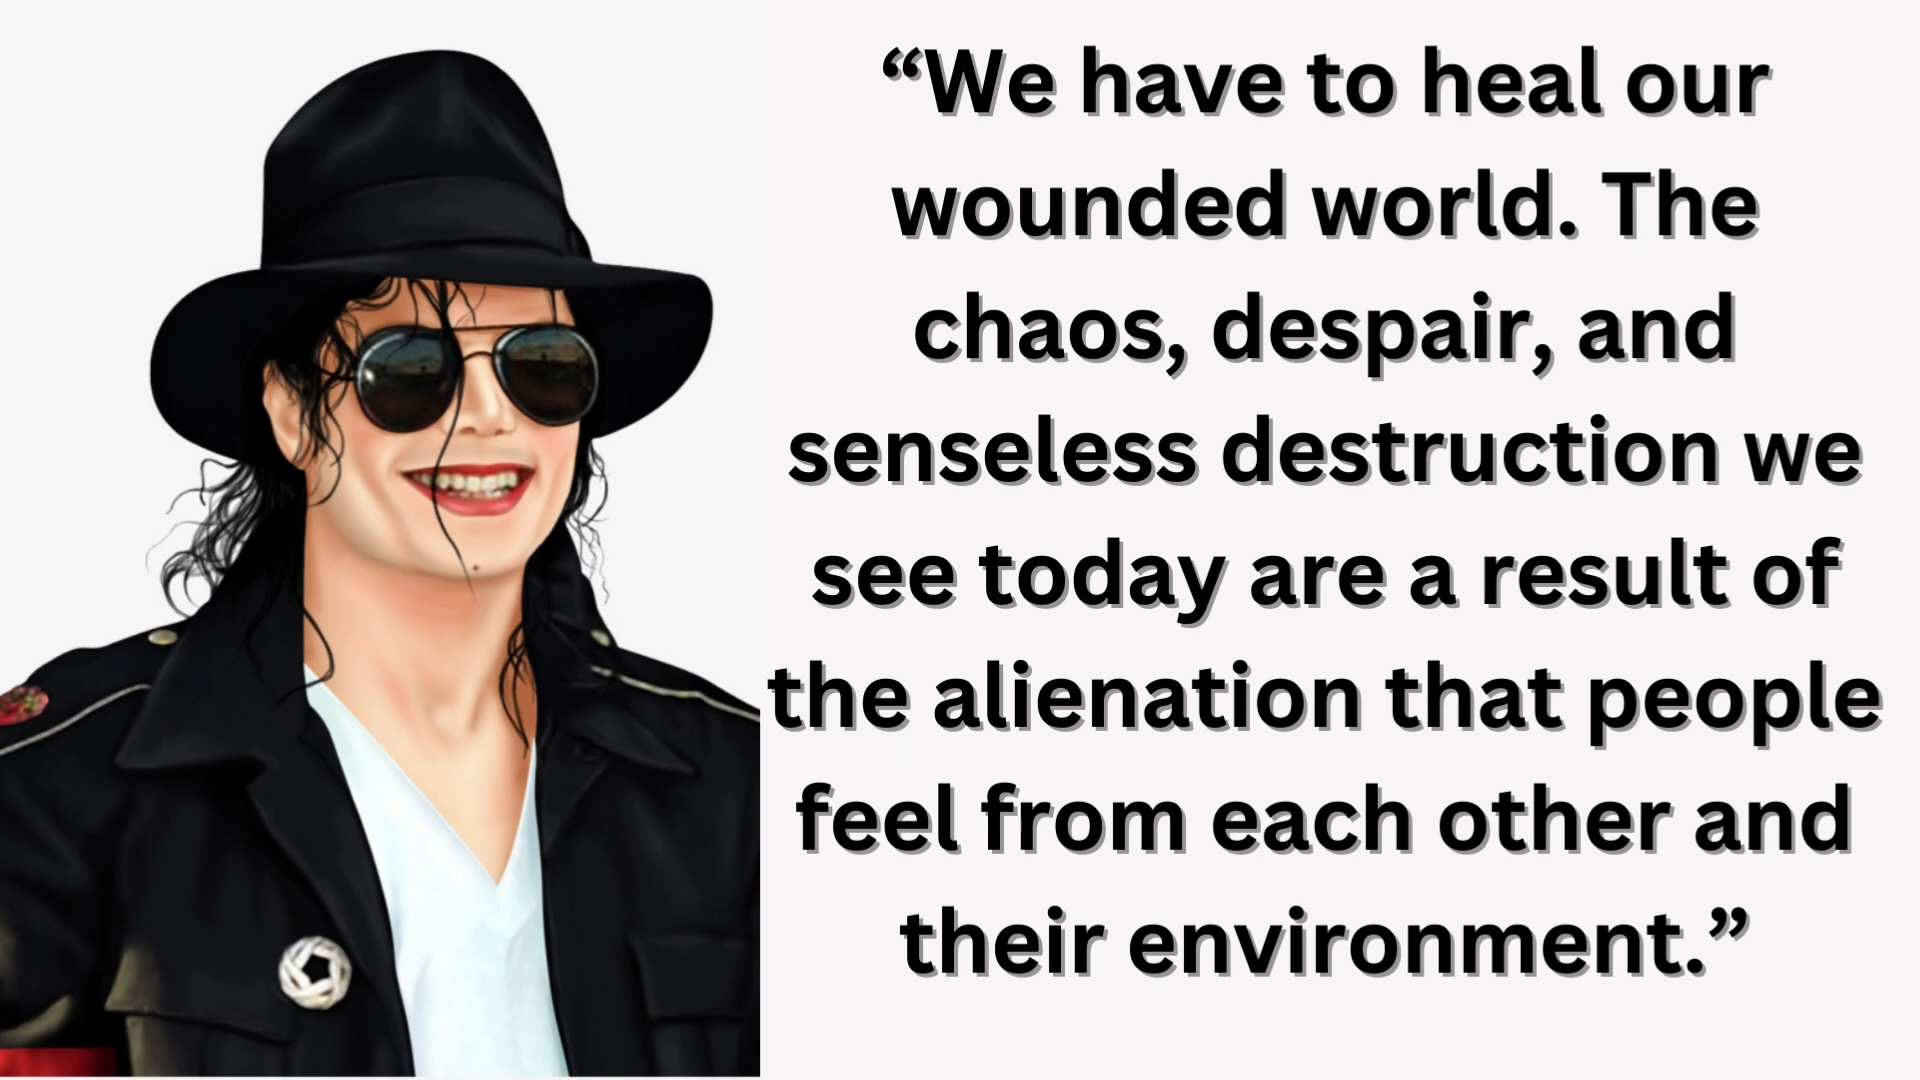 “We have to heal our
wounded world. The
chaos, despair, and
senseless destruction we
see today are a result of
the alienation that people
feel from each other and
their environment.”